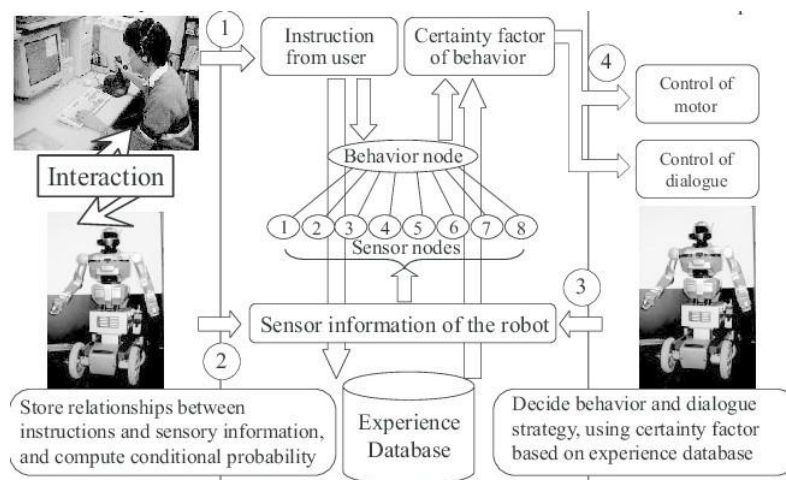 1
Instruction
from user
Certainty factor
of behavior
4
Control of
motor
Behavior node
Control of
dialogue
Interaction
1 2 3 4 5 6 7 8
Sensor nodes
3
Sensor information of the robot
2
Store relationships between
instructions and sensory information,
and compute conditional probability
Experience
Database
Decide behavior and dialogue
strategy, using certainty factor
based on experience database